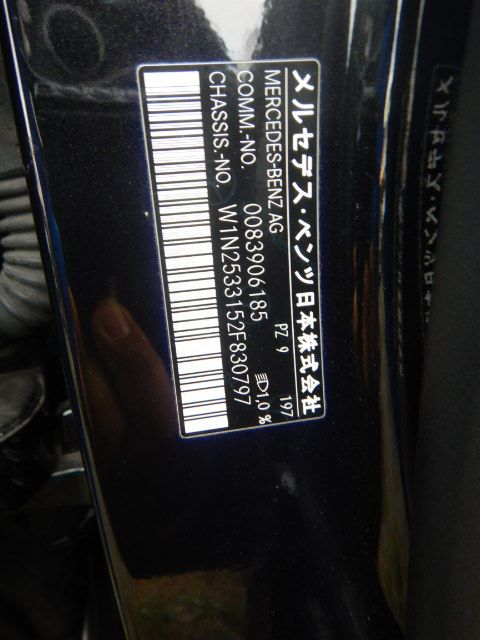 メルセデス・ベンツ日本株式会社
MERCEDES-BENZ AG 197
COMM.-NO. 0083906185 PZ 9 1,0 %
CHASSIS.-NO. W1N2533152F830797